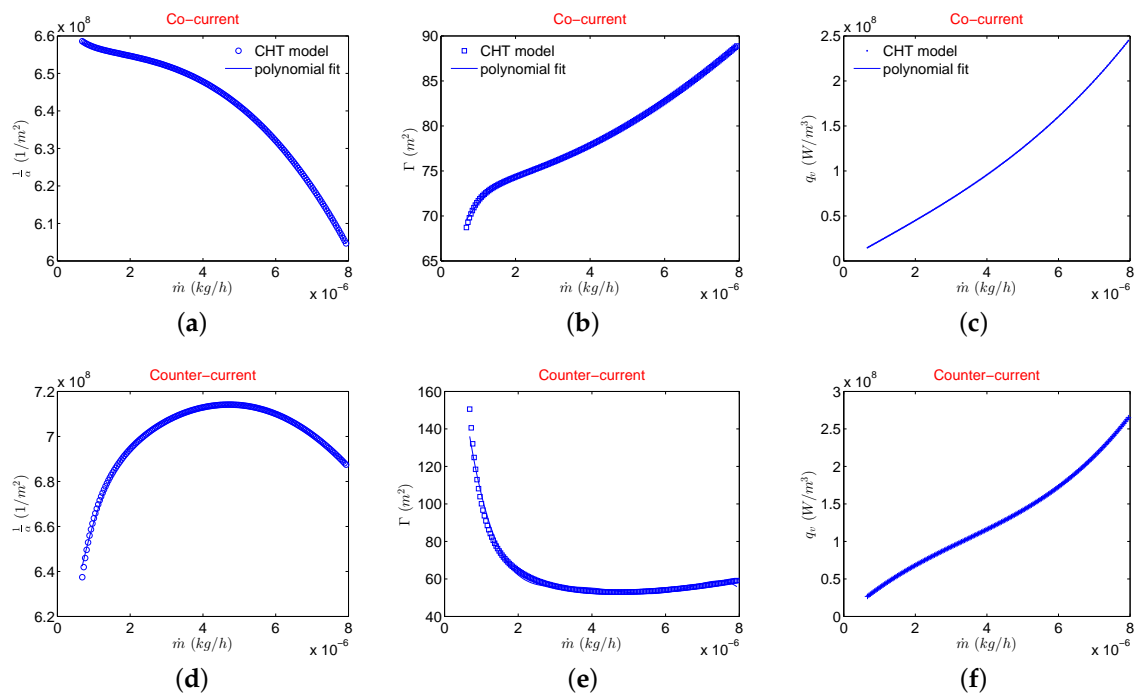 Co-current
x 10^8
6.6
6.5
6.4
6.3
6.2
6.1
6
1/α (1/m^2)
CHT model
polynomial fit
0 2 4 6 8
x 10^-6
ṁ (kg/h)
(a)
Co-current
90
85
80
75
70
65
Γ (m^2)
CHT model
polynomial fit
0 2 4 6 8
x 10^-6
ṁ (kg/h)
(b)
Co-current
x 10^8
2.5
2
1.5
1
0.5
0
q_v (W/m^3)
CHT model
polynomial fit
0 2 4 6 8
x 10^-6
ṁ (kg/h)
(c)
Counter-current
x 10^8
7.2
7
6.8
6.6
6.4
6.2
1/α (1/m^2)
0 2 4 6 8
x 10^-6
ṁ (kg/h)
(d)
Counter-current
160
140
120
100
80
60
40
Γ (m^2)
0 2 4 6 8
x 10^-6
ṁ (kg/h)
(e)
Counter-current
x 10^8
3
2.5
2
1.5
1
0.5
0
q_v (W/m^3)
0 2 4 6 8
x 10^-6
ṁ (kg/h)
(f)